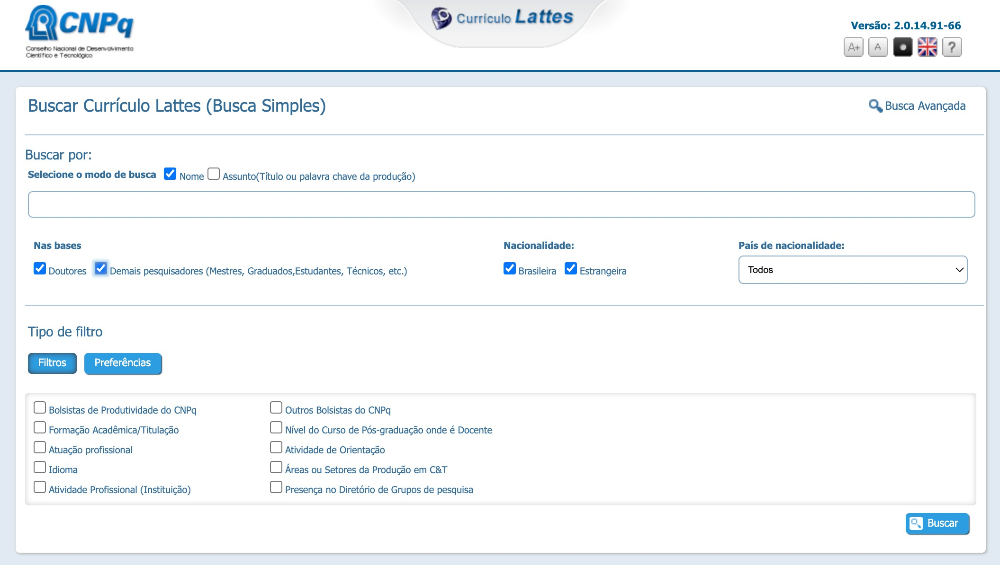 CNPq
Conselho Nacional de Desenvolvimento
Científico e Tecnológico
Currículo Lattes
Versão: 2.0.14.91-66
A+ A ?
Buscar Currículo Lattes (Busca Simples)
Busca Avançada
Buscar por:
Selecione o modo de busca Nome Assunto(Título ou palavra chave da produção)
Nas bases
Doutores Demais pesquisadores (Mestres, Graduados,Estudantes, Técnicos, etc.)
Nacionalidade:
Brasileira Estrangeira
País de nacionalidade:
Todos
Tipo de filtro
Filtros Preferências
Bolsistas de Produtividade do CNPq
Formação Acadêmica/Titulação
Atuação profissional
Idioma
Atividade Profissional (Instituição)
Outros Bolsistas do CNPq
Nível do Curso de Pós-graduação onde é Docente
Atividade de Orientação
Áreas ou Setores da Produção em C&T
Presença no Diretório de Grupos de pesquisa
Buscar